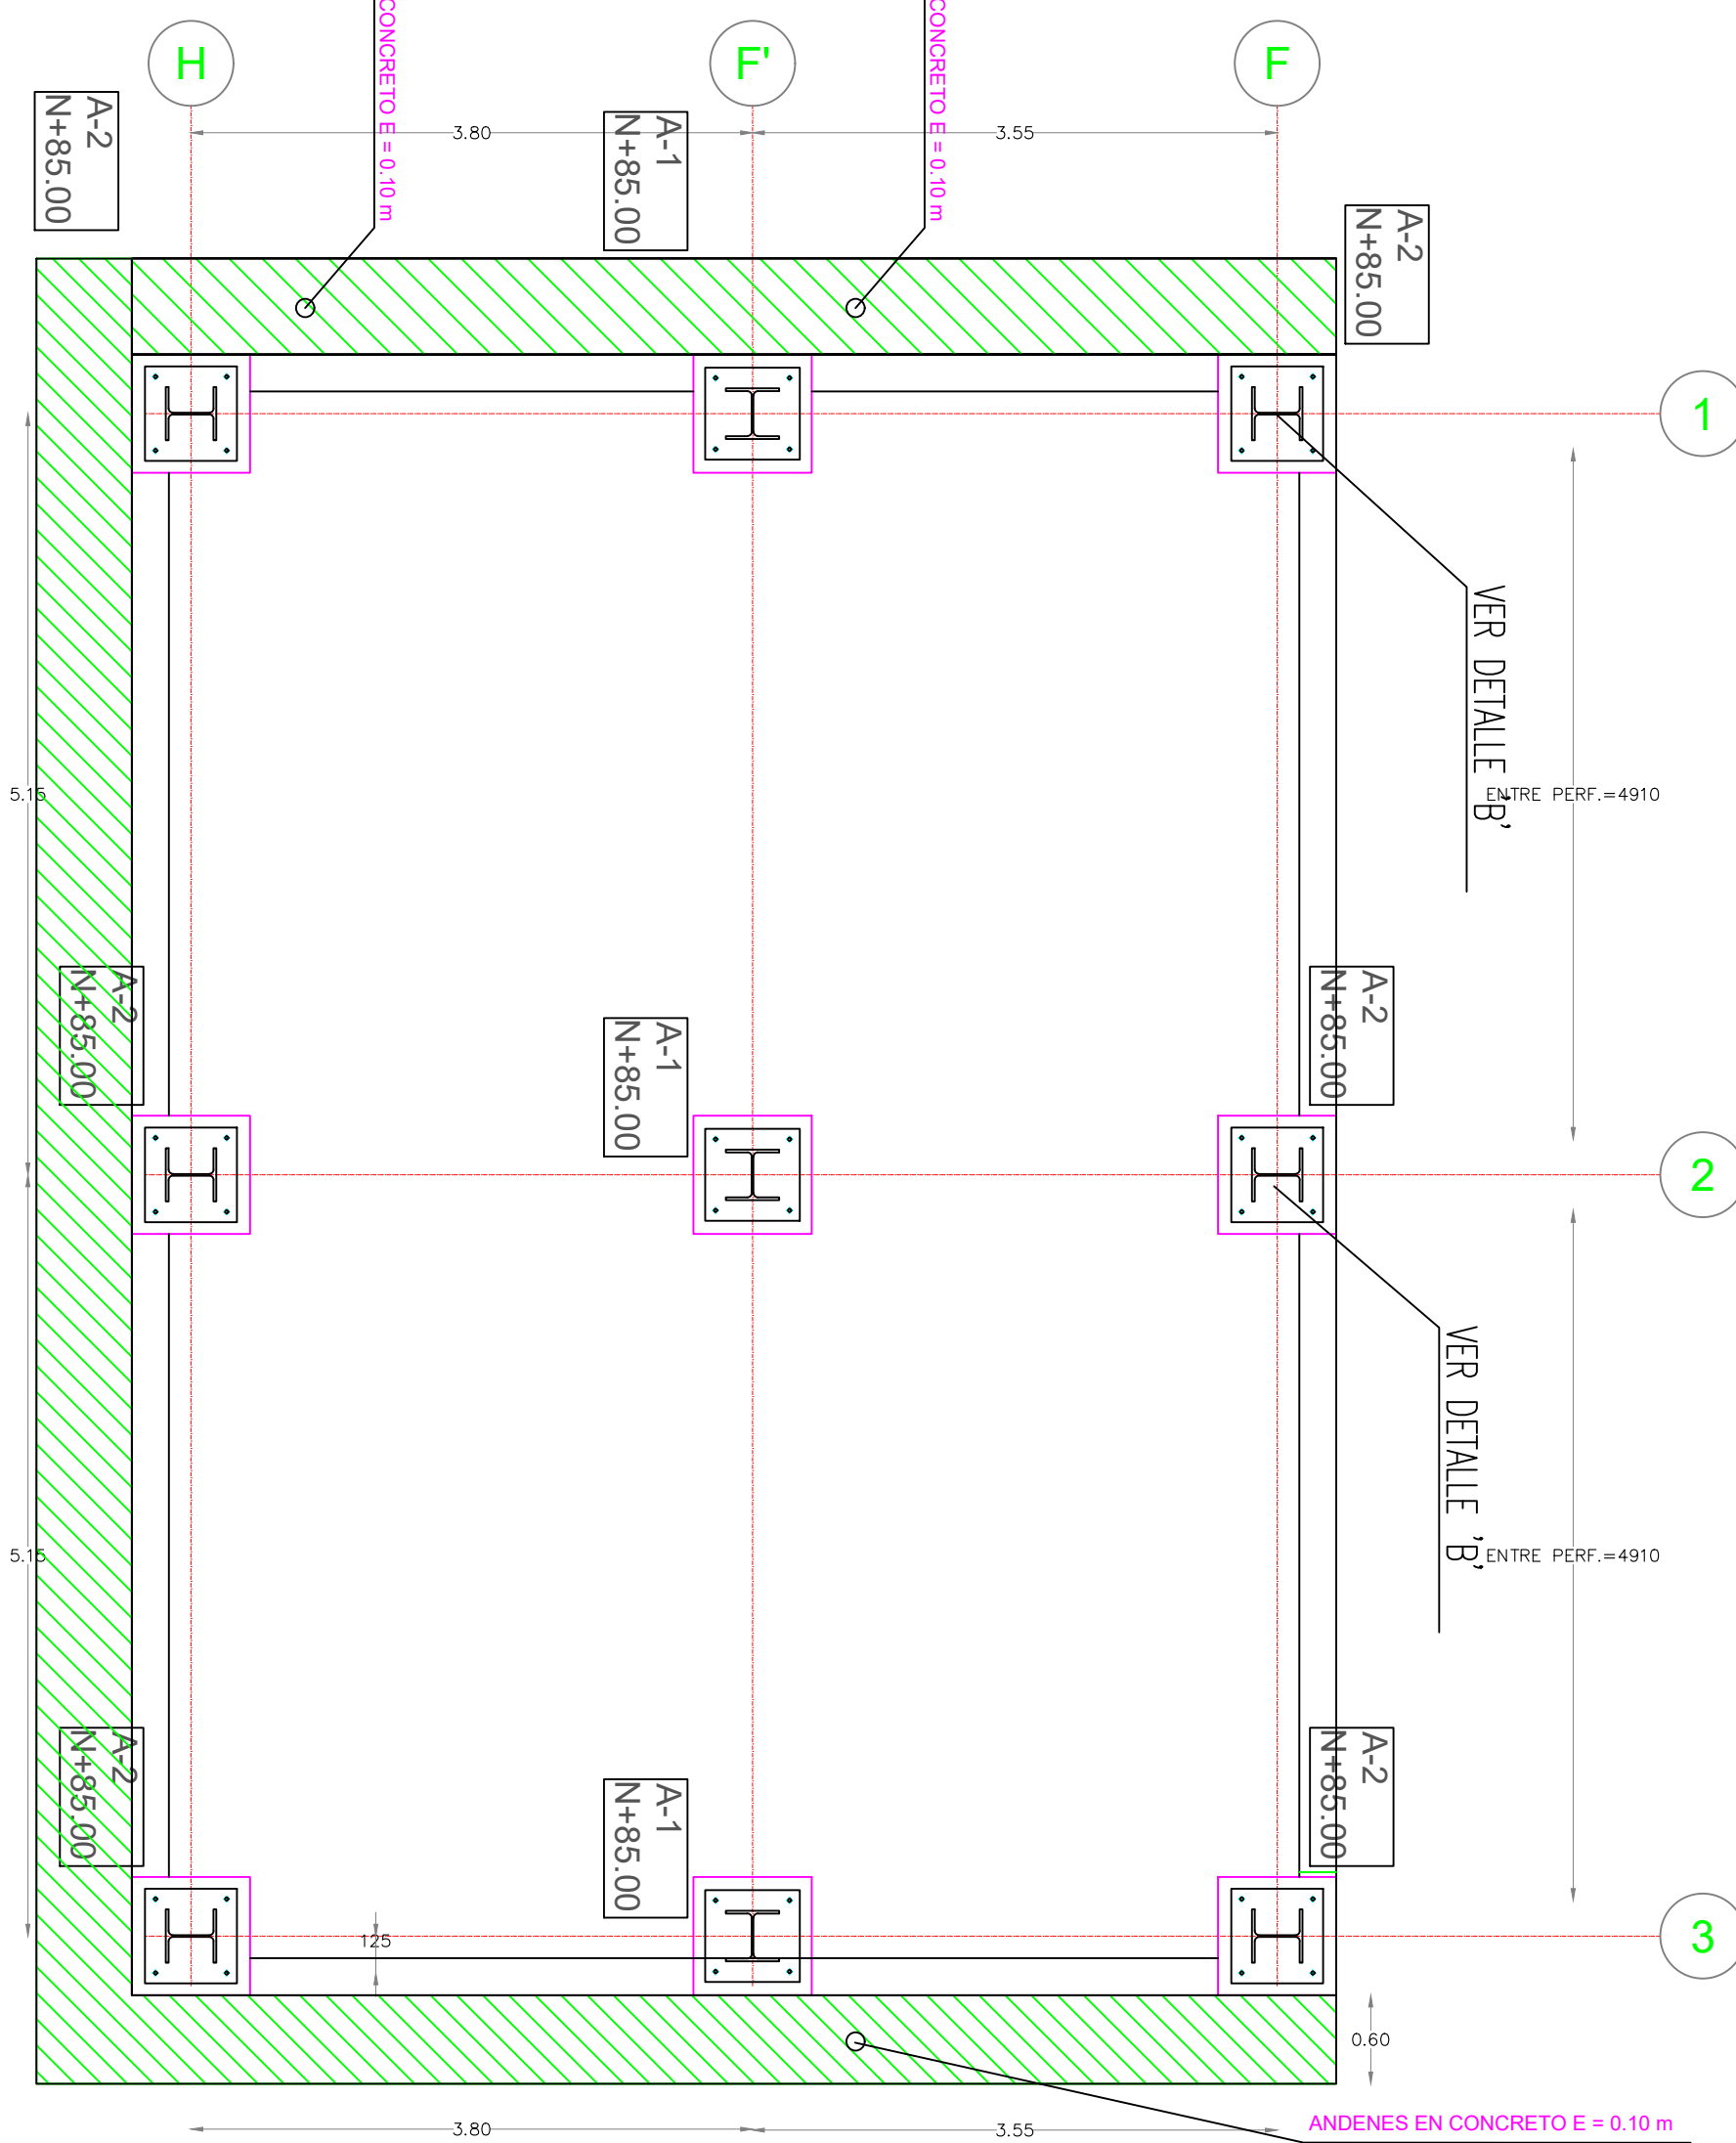 H
F'
F
CONCRETO E = 0.10 m
CONCRETO E = 0.10 m
3.80
3.55
A-2
N+85.00
A-1
N+85.00
A-2
N+85.00
1
VER DETALLE 'B'
5.15
ENTRE PERF.=4910
A-2
N+85.00
A-1
N+85.00
A-2
N+85.00
2
VER DETALLE 'B'
5.15
ENTRE PERF.=4910
A-2
N+85.00
A-1
N+85.00
A-2
N+85.00
3
125
0.60
3.80
3.55
ANDENES EN CONCRETO E = 0.10 m